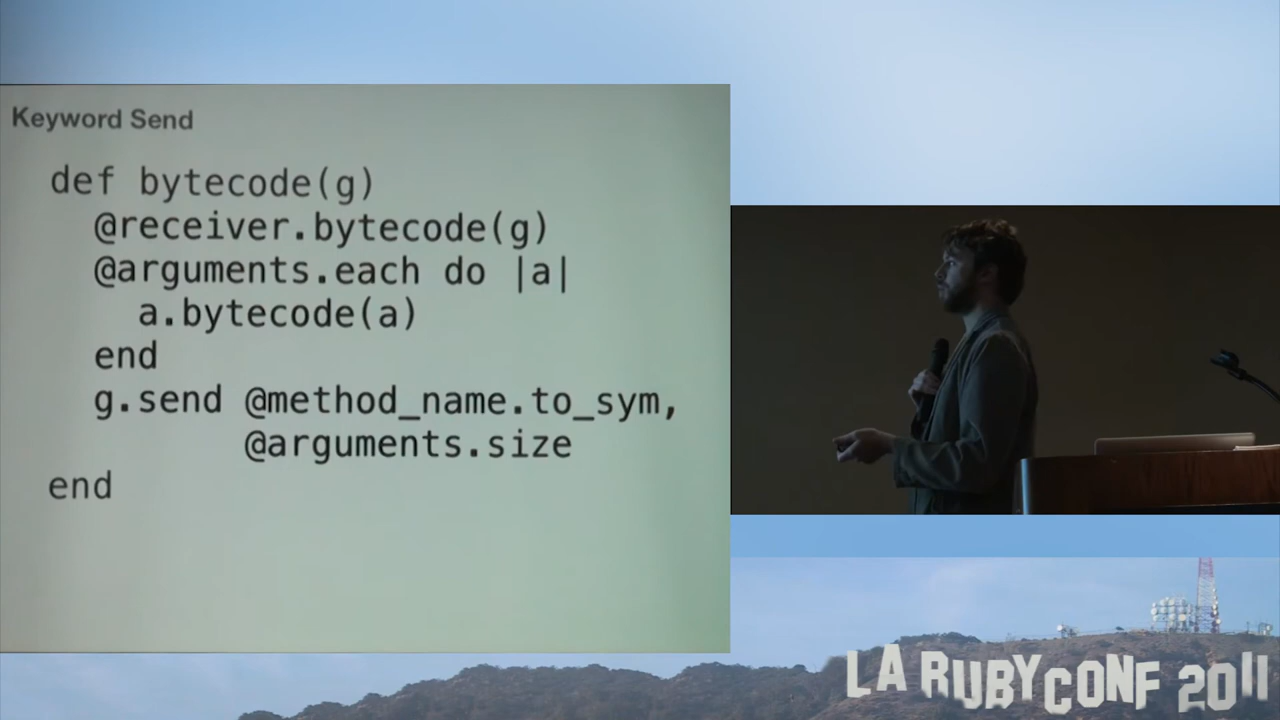 Keyword Send
def bytecode(g)
@receiver.bytecode(g)
@arguments.each do |a|
a.bytecode(a)
end
g.send @method_name.to_sym,
@arguments.size
end
LA RUBYCONF 2011